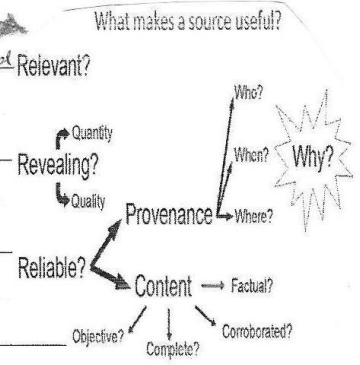 What makes a source useful?
Relevant?
Who?
Quantity
When?
Why?
Revealing?
Quality
Provenance
Where?
Reliable?
Content
Factual?
Objective?
Complete?
Corroborated?